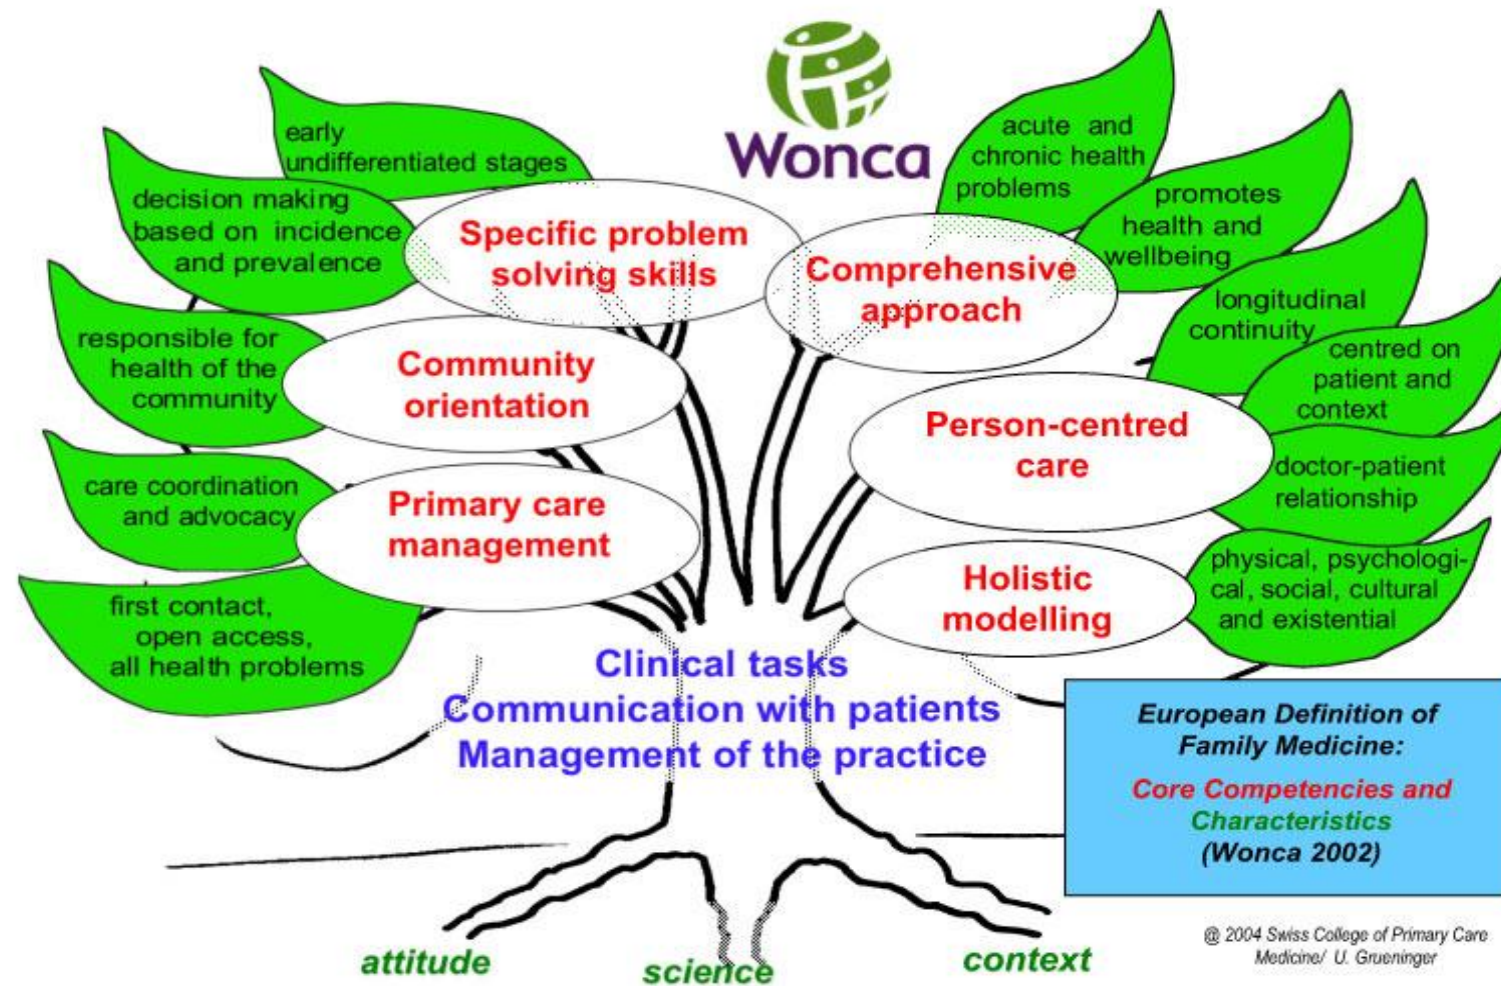 Wonca
early
undifferentiated stages
decision making
based on incidence
and prevalence
responsible for
health of the
community
care coordination
and advocacy
first contact,
open access,
all health problems
Specific problem
solving skills
Community
orientation
Primary care
management
Comprehensive
approach
Person-centred
care
Holistic
modelling
acute and
chronic health
problems
promotes
health and
wellbeing
longitudinal
continuity
centred on
patient and
context
doctor-patient
relationship
physical, psychologi-
cal, social, cultural
and existential
Clinical tasks
Communication with patients
Management of the practice
European Definition of
Family Medicine:
Core Competencies and
Characteristics
(Wonca 2002)
attitude
science
context
@ 2004 Swiss College of Primary Care
Medicine/ U. Grueninger